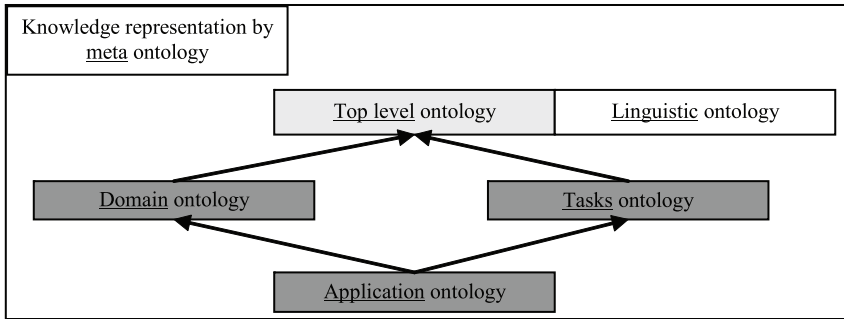 Knowledge representation by
meta ontology
Top level ontology
Linguistic ontology
Domain ontology
Tasks ontology
Application ontology